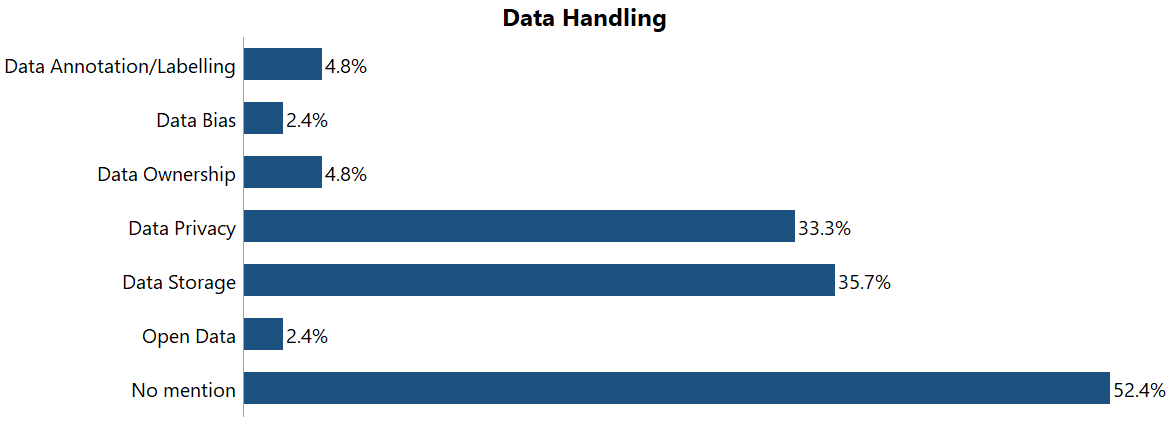 Data Handling
Data Annotation/Labelling 4.8%
Data Bias 2.4%
Data Ownership 4.8%
Data Privacy 33.3%
Data Storage 35.7%
Open Data 2.4%
No mention 52.4%